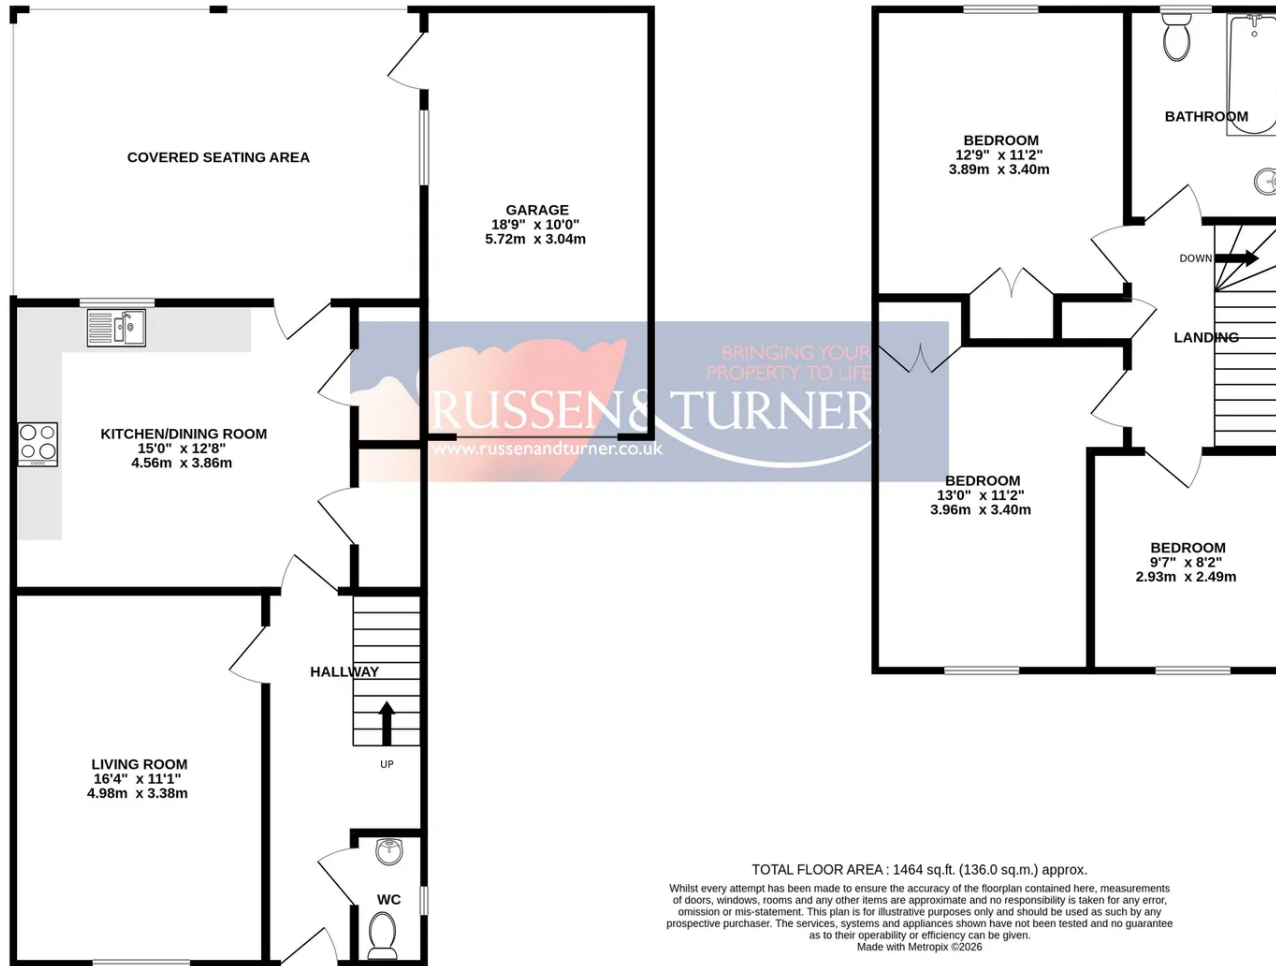 COVERED SEATING AREA
GARAGE
18'9" x 10'0"
5.72m x 3.04m
KITCHEN/DINING ROOM
15'0" x 12'8"
4.56m x 3.86m
HALLWAY
UP
LIVING ROOM
16'4" x 11'1"
4.98m x 3.38m
WC
BEDROOM
12'9" x 11'2"
3.89m x 3.40m
BATHROOM
DOWN
LANDING
BEDROOM
13'0" x 11'2"
3.96m x 3.40m
BEDROOM
9'7" x 8'2"
2.93m x 2.49m
BRINGING YOUR
PROPERTY TO LIFE
RUSSEN & TURNER
www.russenandturner.co.uk
TOTAL FLOOR AREA : 1464 sq.ft. (136.0 sq.m.) approx.
Whilst every attempt has been made to ensure the accuracy of the floorplan contained here, measurements
of doors, windows, rooms and any other items are approximate and no responsibility is taken for any error,
omission or mis-statement. This plan is for illustrative purposes only and should be used as such by any
prospective purchaser. The services, systems and appliances shown have not been tested and no guarantee
as to their operability or efficiency can be given.
Made with Metropix ©2026